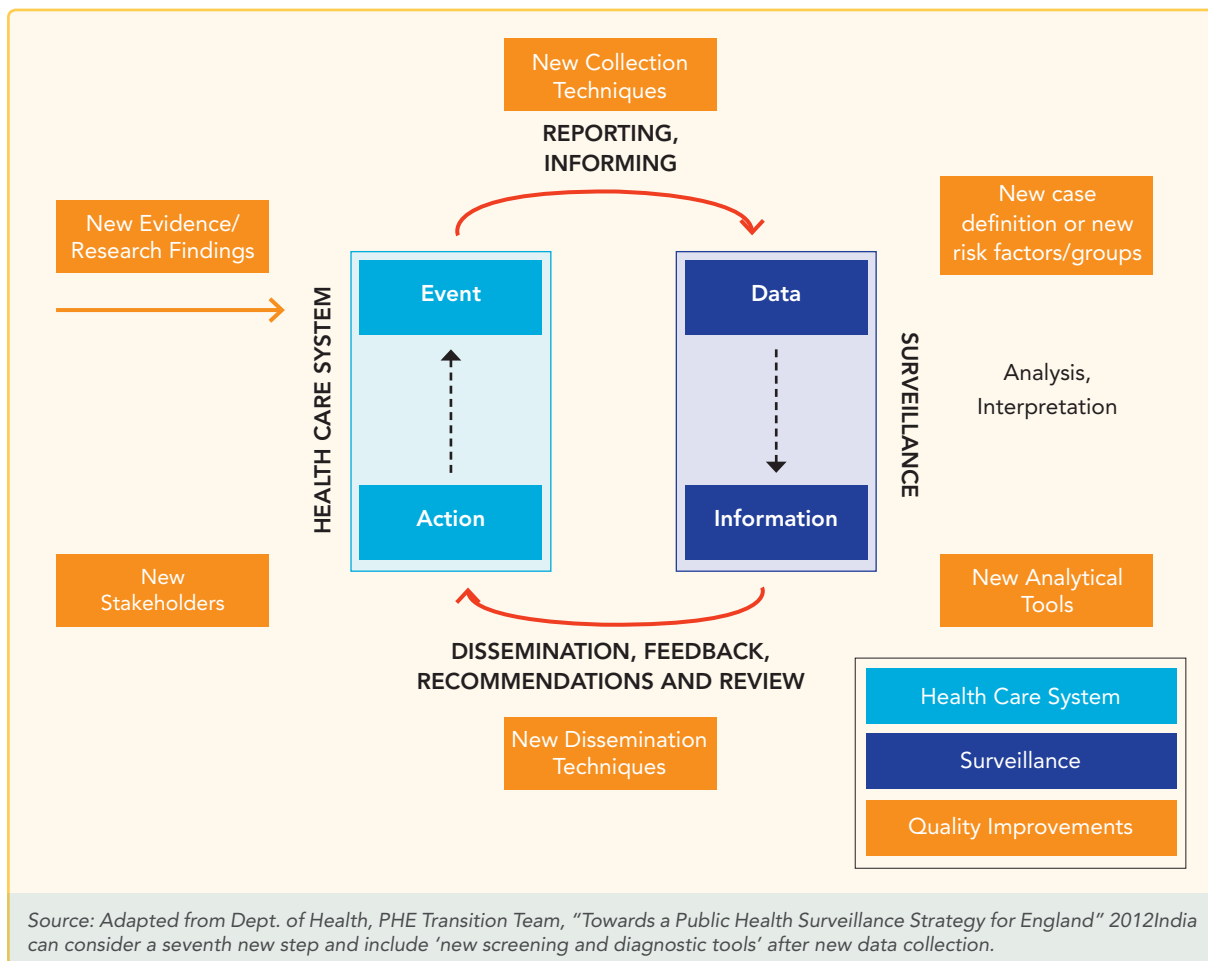 New Collection
Techniques
REPORTING,
INFORMING
New Evidence/
Research Findings
New case
definition or new
risk factors/groups
HEALTH CARE SYSTEM
Event
Data
SURVEILLANCE
Analysis,
Interpretation
Action
Information
New
Stakeholders
New Analytical
Tools
DISSEMINATION, FEEDBACK,
RECOMMENDATIONS AND REVIEW
New Dissemination
Techniques
Health Care System
Surveillance
Quality Improvements
Source: Adapted from Dept. of Health, PHE Transition Team, “Towards a Public Health Surveillance Strategy for England” 2012India
can consider a seventh new step and include ‘new screening and diagnostic tools’ after new data collection.